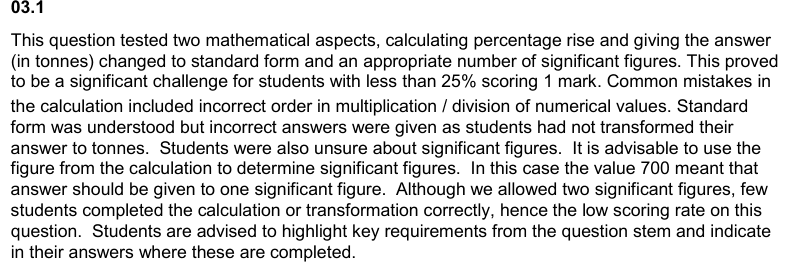 03.1
This question tested two mathematical aspects, calculating percentage rise and giving the answer
(in tonnes) changed to standard form and an appropriate number of significant figures. This proved
to be a significant challenge for students with less than 25% scoring 1 mark. Common mistakes in
the calculation included incorrect order in multiplication / division of numerical values. Standard
form was understood but incorrect answers were given as students had not transformed their
answer to tonnes.  Students were also unsure about significant figures.  It is advisable to use the
figure from the calculation to determine significant figures.  In this case the value 700 meant that
answer should be given to one significant figure.  Although we allowed two significant figures, few
students completed the calculation or transformation correctly, hence the low scoring rate on this
question.  Students are advised to highlight key requirements from the question stem and indicate
in their answers where these are completed.